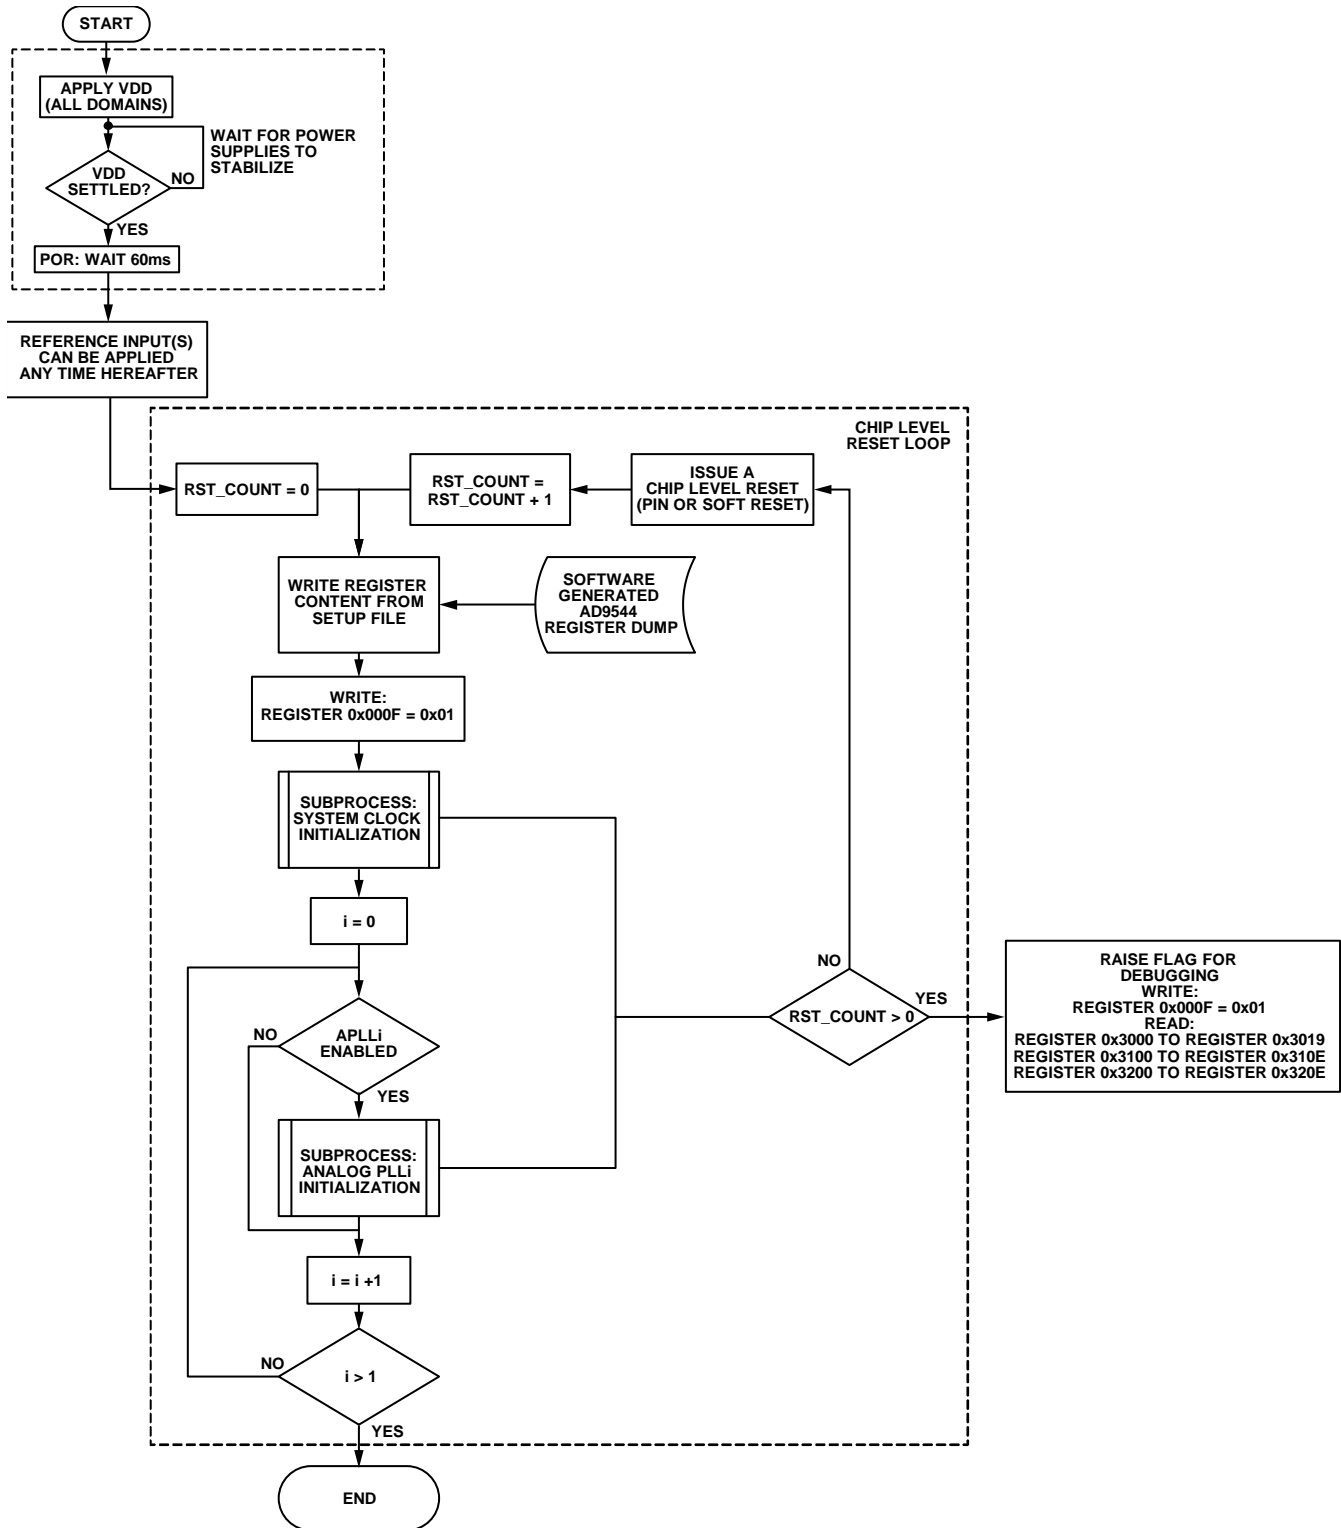 START
APPLY VDD
(ALL DOMAINS)
WAIT FOR POWER
SUPPLIES TO
STABILIZE
VDD
SETTLED?
NO
YES
POR: WAIT 60ms
REFERENCE INPUT(S)
CAN BE APPLIED
ANY TIME HEREAFTER
CHIP LEVEL
RESET LOOP
RST_COUNT = 0
RST_COUNT =
RST_COUNT + 1
ISSUE A
CHIP LEVEL RESET
(PIN OR SOFT RESET)
WRITE REGISTER
CONTENT FROM
SETUP FILE
SOFTWARE
GENERATED
AD9544
REGISTER DUMP
WRITE:
REGISTER 0x000F = 0x01
SUBPROCESS:
SYSTEM CLOCK
INITIALIZATION
i = 0
NO
RST_COUNT > 0
YES
RAISE FLAG FOR
DEBUGGING
WRITE:
REGISTER 0x000F = 0x01
READ:
REGISTER 0x3000 TO REGISTER 0x3019
REGISTER 0x3100 TO REGISTER 0x310E
REGISTER 0x3200 TO REGISTER 0x320E
NO
APLLi
ENABLED
YES
SUBPROCESS:
ANALOG PLLi
INITIALIZATION
i = i +1
NO
i > 1
YES
END